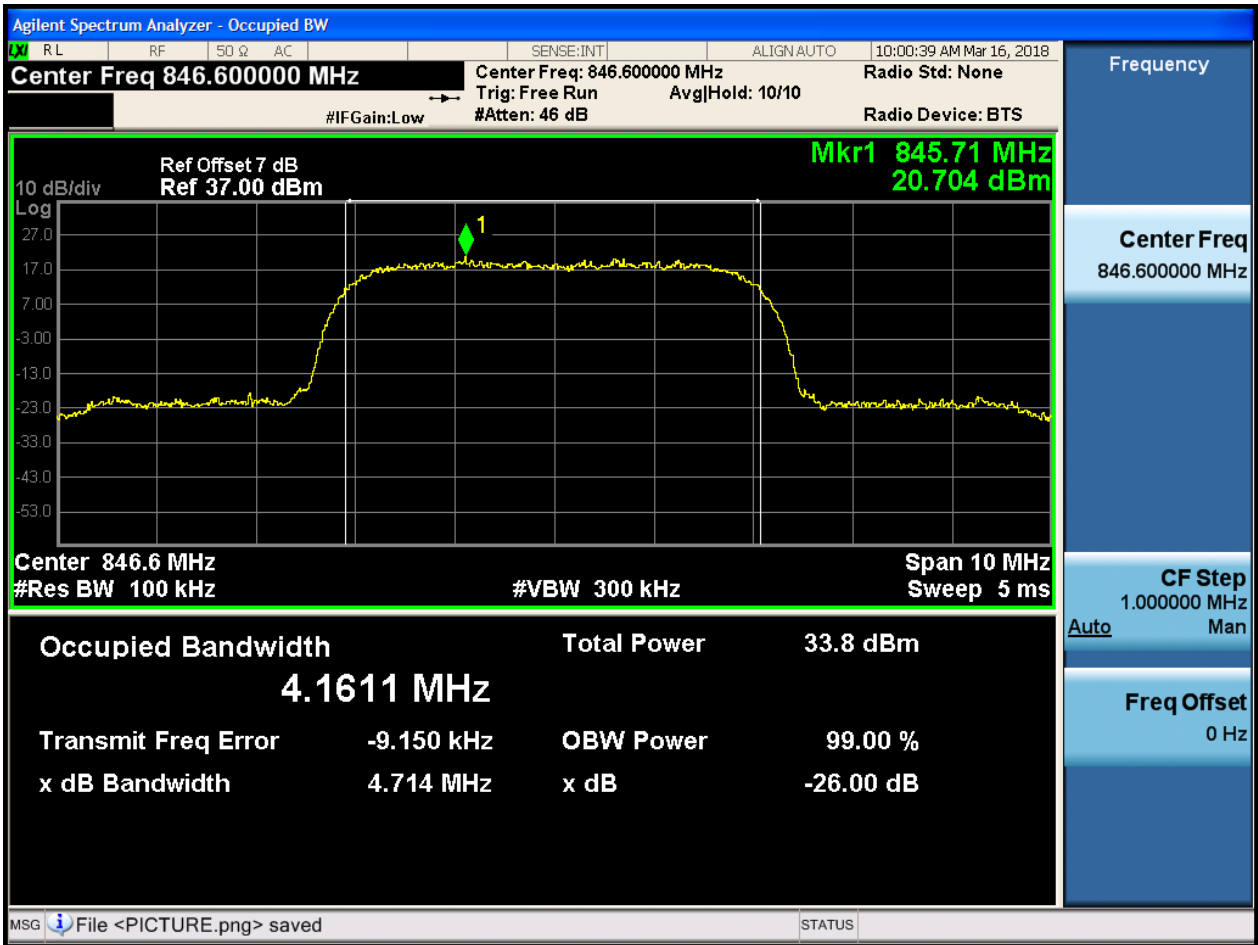 Agilent Spectrum Analyzer - Occupied BW
LXI RL RF 50 Ω AC SENSE:INT ALIGN AUTO 10:00:39 AM Mar 16, 2018
Center Freq 846.600000 MHz
Center Freq: 846.600000 MHz Radio Std: None
Trig: Free Run Avg|Hold: 10/10
#IFGain:Low #Atten: 46 dB Radio Device: BTS
Frequency
Mkr1 845.71 MHz
20.704 dBm
Ref Offset 7 dB
10 dB/div Ref 37.00 dBm
Log
1
27.0
17.0
7.00
-3.00
-13.0
-23.0
-33.0
-43.0
-53.0
Center 846.6 MHz Span 10 MHz
#Res BW 100 kHz #VBW 300 kHz Sweep 5 ms
Center Freq
846.600000 MHz
CF Step
1.000000 MHz
Auto Man
Freq Offset
0 Hz
Occupied Bandwidth Total Power 33.8 dBm
4.1611 MHz
Transmit Freq Error -9.150 kHz OBW Power 99.00 %
x dB Bandwidth 4.714 MHz x dB -26.00 dB
MSG File <PICTURE.png> saved STATUS